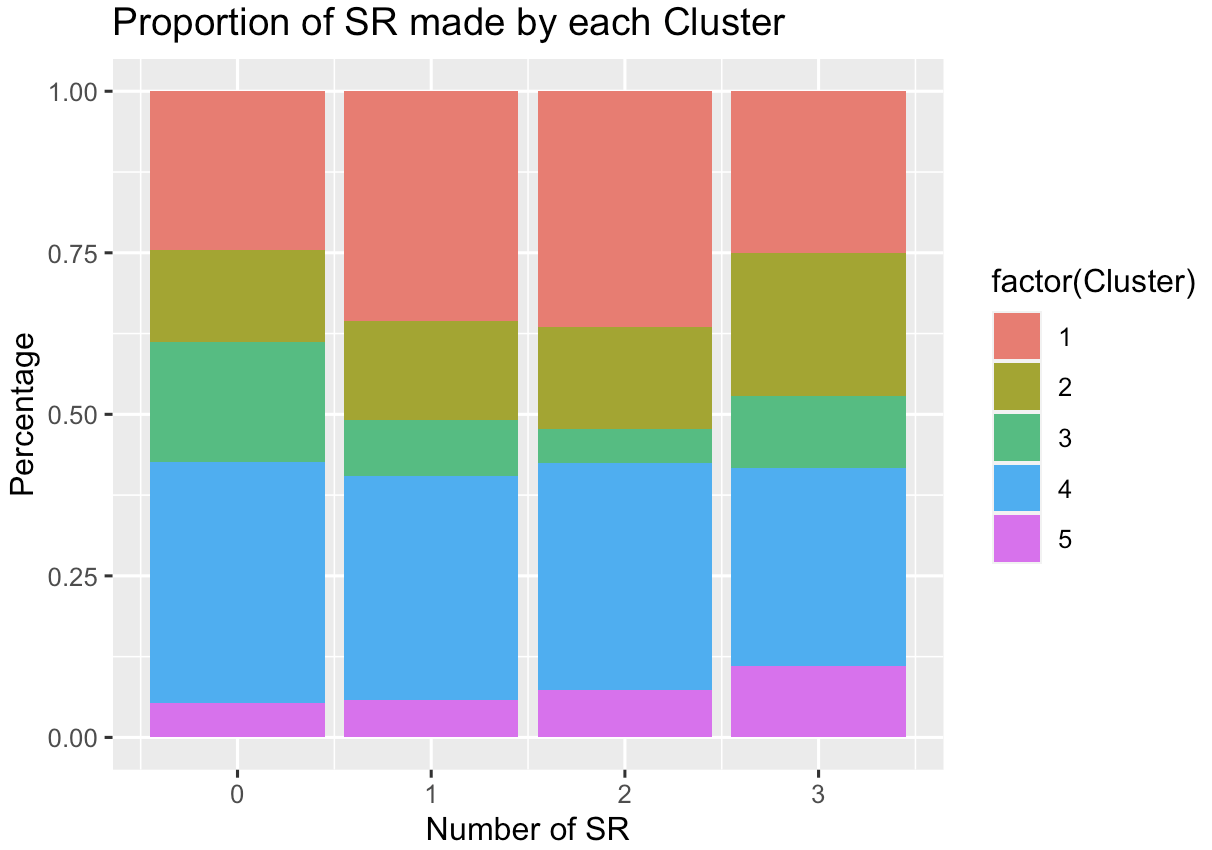 Proportion of SR made by each Cluster
Percentage
1.00
0.75
0.50
0.25
0.00
0 1 2 3
Number of SR
factor(Cluster)
1
2
3
4
5